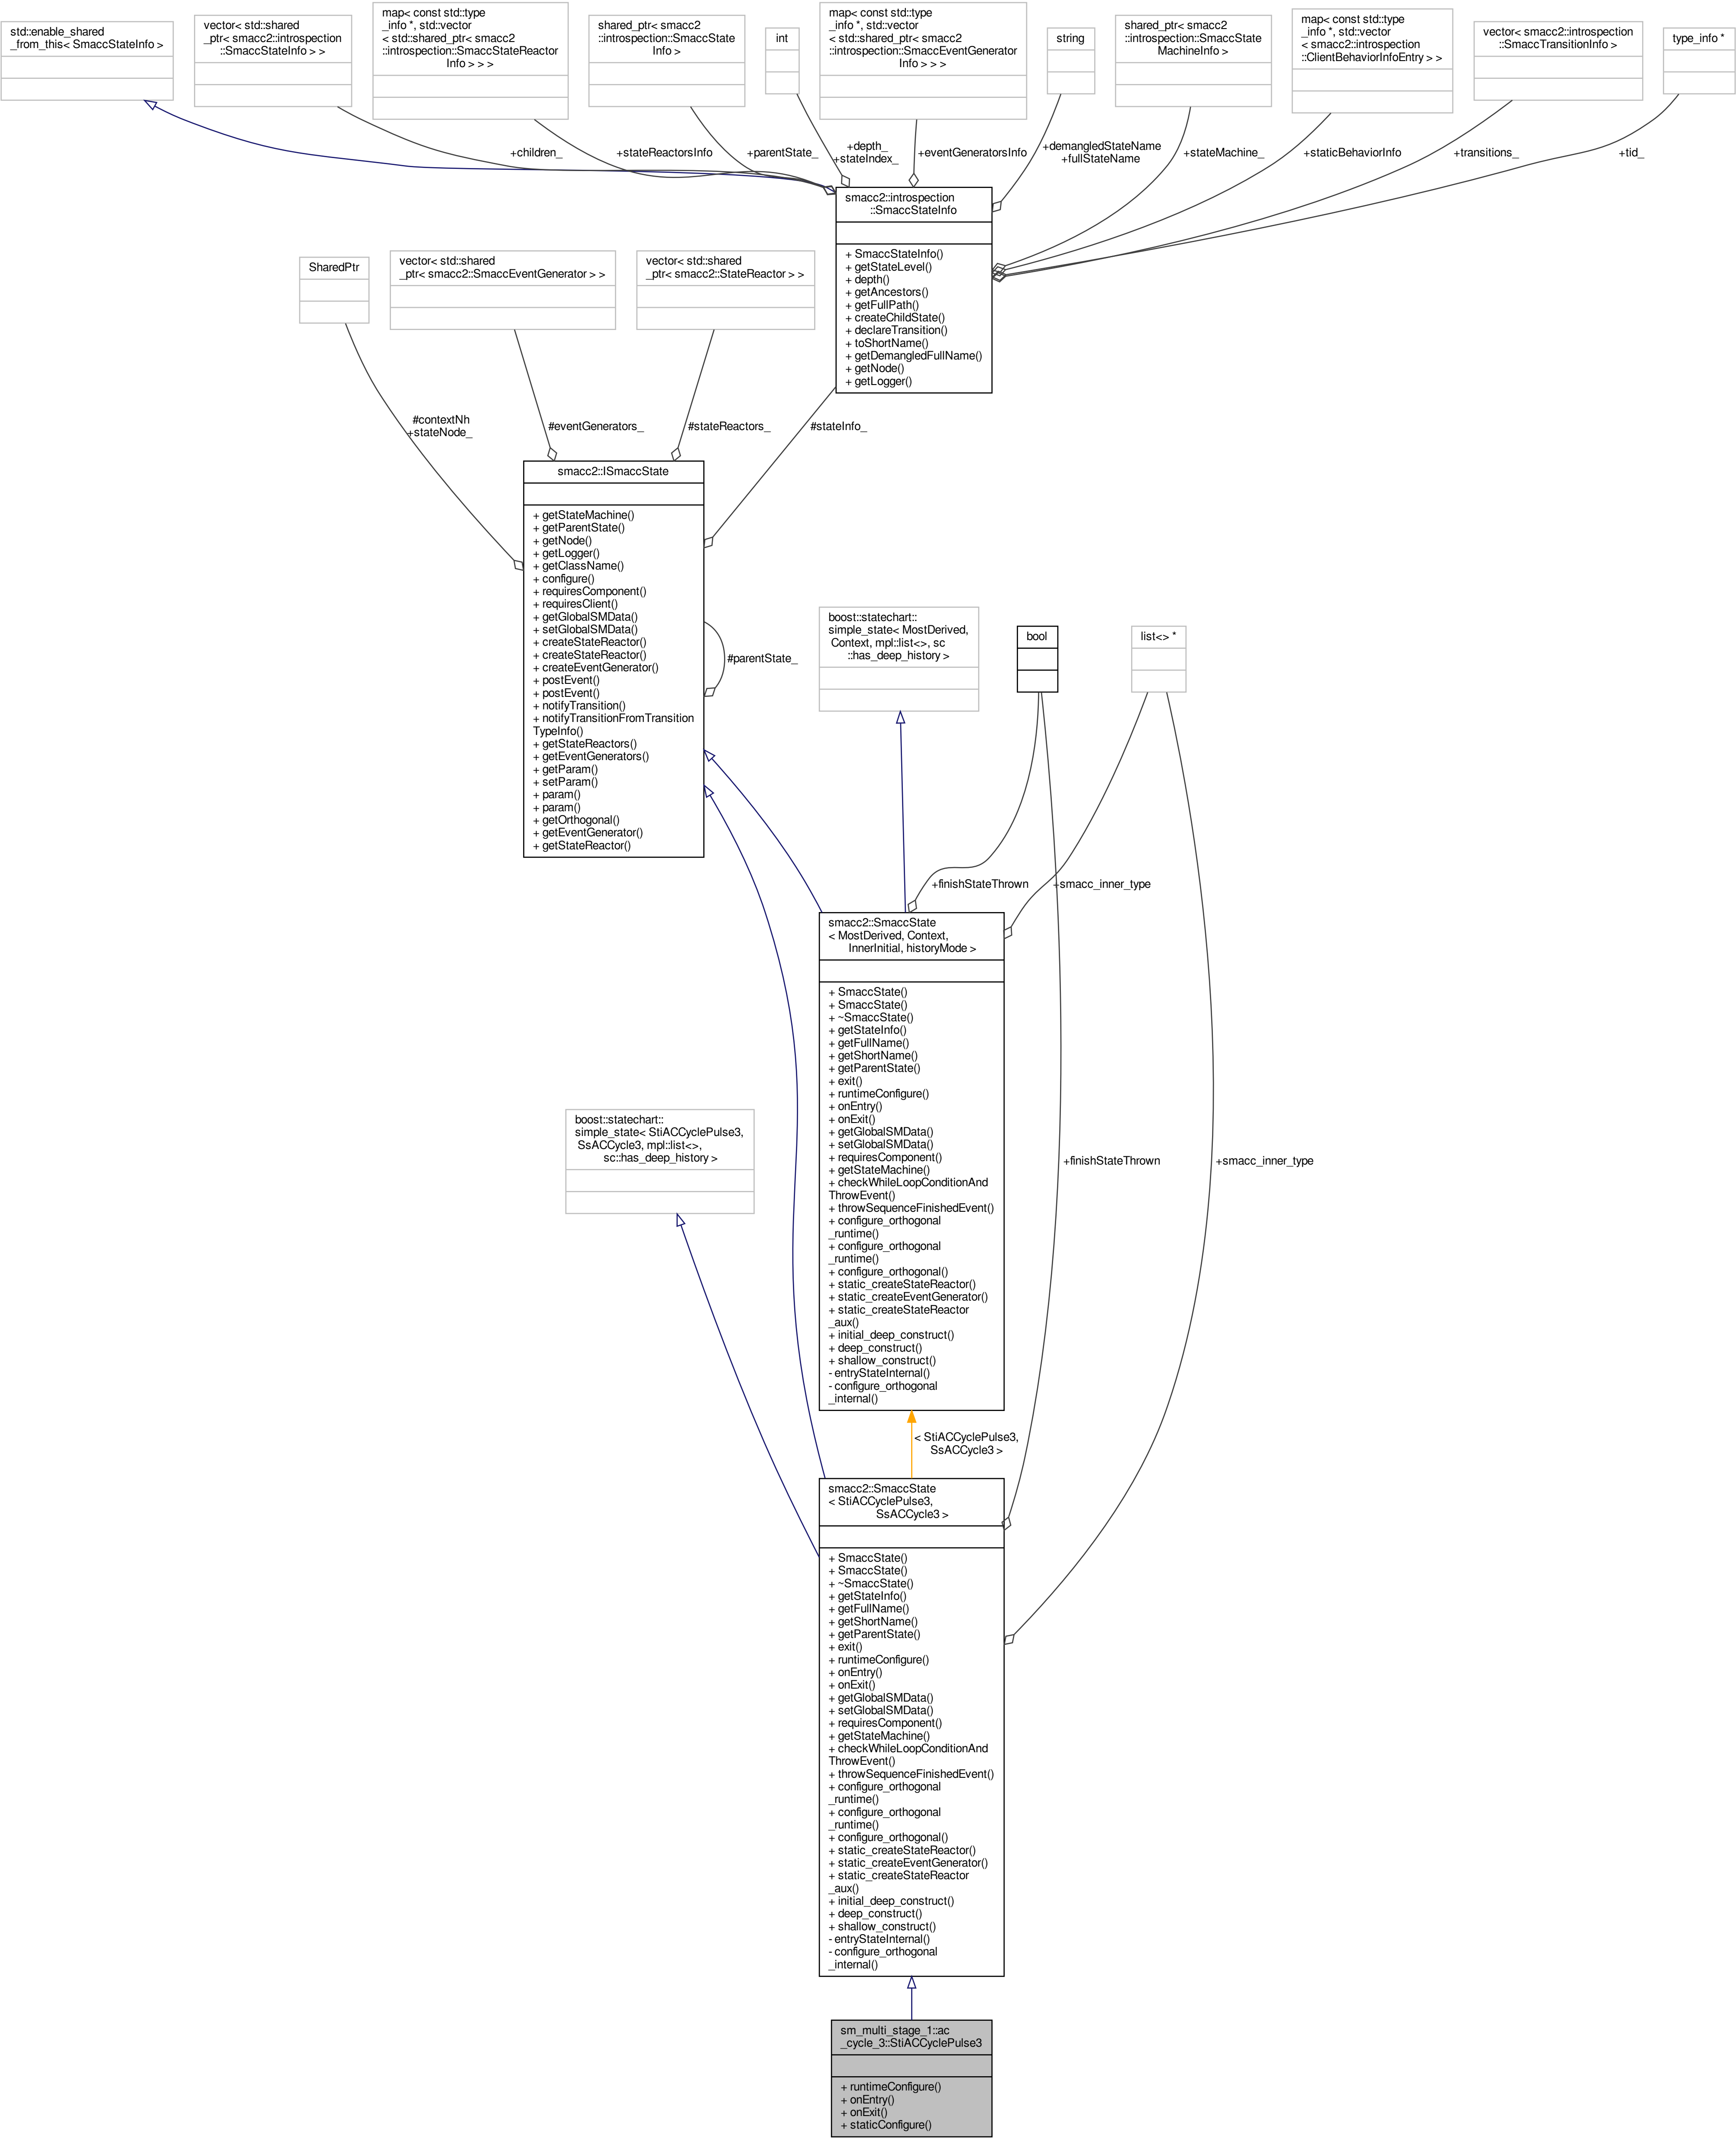 std::enable_shared
_from_this< SmaccStateInfo >
vector< std::shared
_ptr< smacc2::introspection
::SmaccStateInfo > >
map< const std::type
_info *, std::vector
< std::shared_ptr< smacc2
::introspection::SmaccStateReactor
Info > > >
shared_ptr< smacc2
::introspection::SmaccState
Info >
int
map< const std::type
_info *, std::vector
< std::shared_ptr< smacc2
::introspection::SmaccEventGenerator
Info > > >
string
shared_ptr< smacc2
::introspection::SmaccState
MachineInfo >
map< const std::type
_info *, std::vector
< smacc2::introspection
::ClientBehaviorInfoEntry > >
vector< smacc2::introspection
::SmaccTransitionInfo >
type_info *
+children_
+stateReactorsInfo
+parentState_
+depth_
+stateIndex_
+eventGeneratorsInfo
+demangledStateName
+fullStateName
+stateMachine_
+staticBehaviorInfo
+transitions_
+tid_
smacc2::introspection
::SmaccStateInfo
+ SmaccStateInfo()
+ getStateLevel()
+ depth()
+ getAncestors()
+ getFullPath()
+ createChildState()
+ declareTransition()
+ toShortName()
+ getDemangledFullName()
+ getNode()
+ getLogger()
SharedPtr
vector< std::shared
_ptr< smacc2::SmaccEventGenerator > >
vector< std::shared
_ptr< smacc2::StateReactor > >
#contextNh
+stateNode_
#eventGenerators_
#stateReactors_
#stateInfo_
smacc2::ISmaccState
+ getStateMachine()
+ getParentState()
+ getNode()
+ getLogger()
+ getClassName()
+ configure()
+ requiresComponent()
+ requiresClient()
+ getGlobalSMData()
+ setGlobalSMData()
+ createStateReactor()
+ createStateReactor()
+ createEventGenerator()
+ postEvent()
+ postEvent()
+ notifyTransition()
+ notifyTransitionFromTransition
TypeInfo()
+ getStateReactors()
+ getEventGenerators()
+ getParam()
+ setParam()
+ param()
+ param()
+ getOrthogonal()
+ getEventGenerator()
+ getStateReactor()
#parentState_
boost::statechart::
simple_state< MostDerived,
Context, mpl::list<>, sc
::has_deep_history >
bool
list<> *
+finishStateThrown
+smacc_inner_type
smacc2::SmaccState
< MostDerived, Context,
InnerInitial, historyMode >
+ SmaccState()
+ SmaccState()
+ ~SmaccState()
+ getStateInfo()
+ getFullName()
+ getShortName()
+ getParentState()
+ exit()
+ runtimeConfigure()
+ onEntry()
+ onExit()
+ getGlobalSMData()
+ setGlobalSMData()
+ requiresComponent()
+ getStateMachine()
+ checkWhileLoopConditionAnd
ThrowEvent()
+ throwSequenceFinishedEvent()
+ configure_orthogonal
_runtime()
+ configure_orthogonal
_runtime()
+ configure_orthogonal()
+ static_createStateReactor()
+ static_createEventGenerator()
+ static_createStateReactor
_aux()
+ initial_deep_construct()
+ deep_construct()
+ shallow_construct()
- entryStateInternal()
- configure_orthogonal
_internal()
boost::statechart::
simple_state< StiACCyclePulse3,
SsACCycle3, mpl::list<>,
sc::has_deep_history >
+finishStateThrown
+smacc_inner_type
< StiACCyclePulse3,
SsACCycle3 >
smacc2::SmaccState
< StiACCyclePulse3,
SsACCycle3 >
+ SmaccState()
+ SmaccState()
+ ~SmaccState()
+ getStateInfo()
+ getFullName()
+ getShortName()
+ getParentState()
+ exit()
+ runtimeConfigure()
+ onEntry()
+ onExit()
+ getGlobalSMData()
+ setGlobalSMData()
+ requiresComponent()
+ getStateMachine()
+ checkWhileLoopConditionAnd
ThrowEvent()
+ throwSequenceFinishedEvent()
+ configure_orthogonal
_runtime()
+ configure_orthogonal
_runtime()
+ configure_orthogonal()
+ static_createStateReactor()
+ static_createEventGenerator()
+ static_createStateReactor
_aux()
+ initial_deep_construct()
+ deep_construct()
+ shallow_construct()
- entryStateInternal()
- configure_orthogonal
_internal()
sm_multi_stage_1::ac
_cycle_3::StiACCyclePulse3
+ runtimeConfigure()
+ onEntry()
+ onExit()
+ staticConfigure()